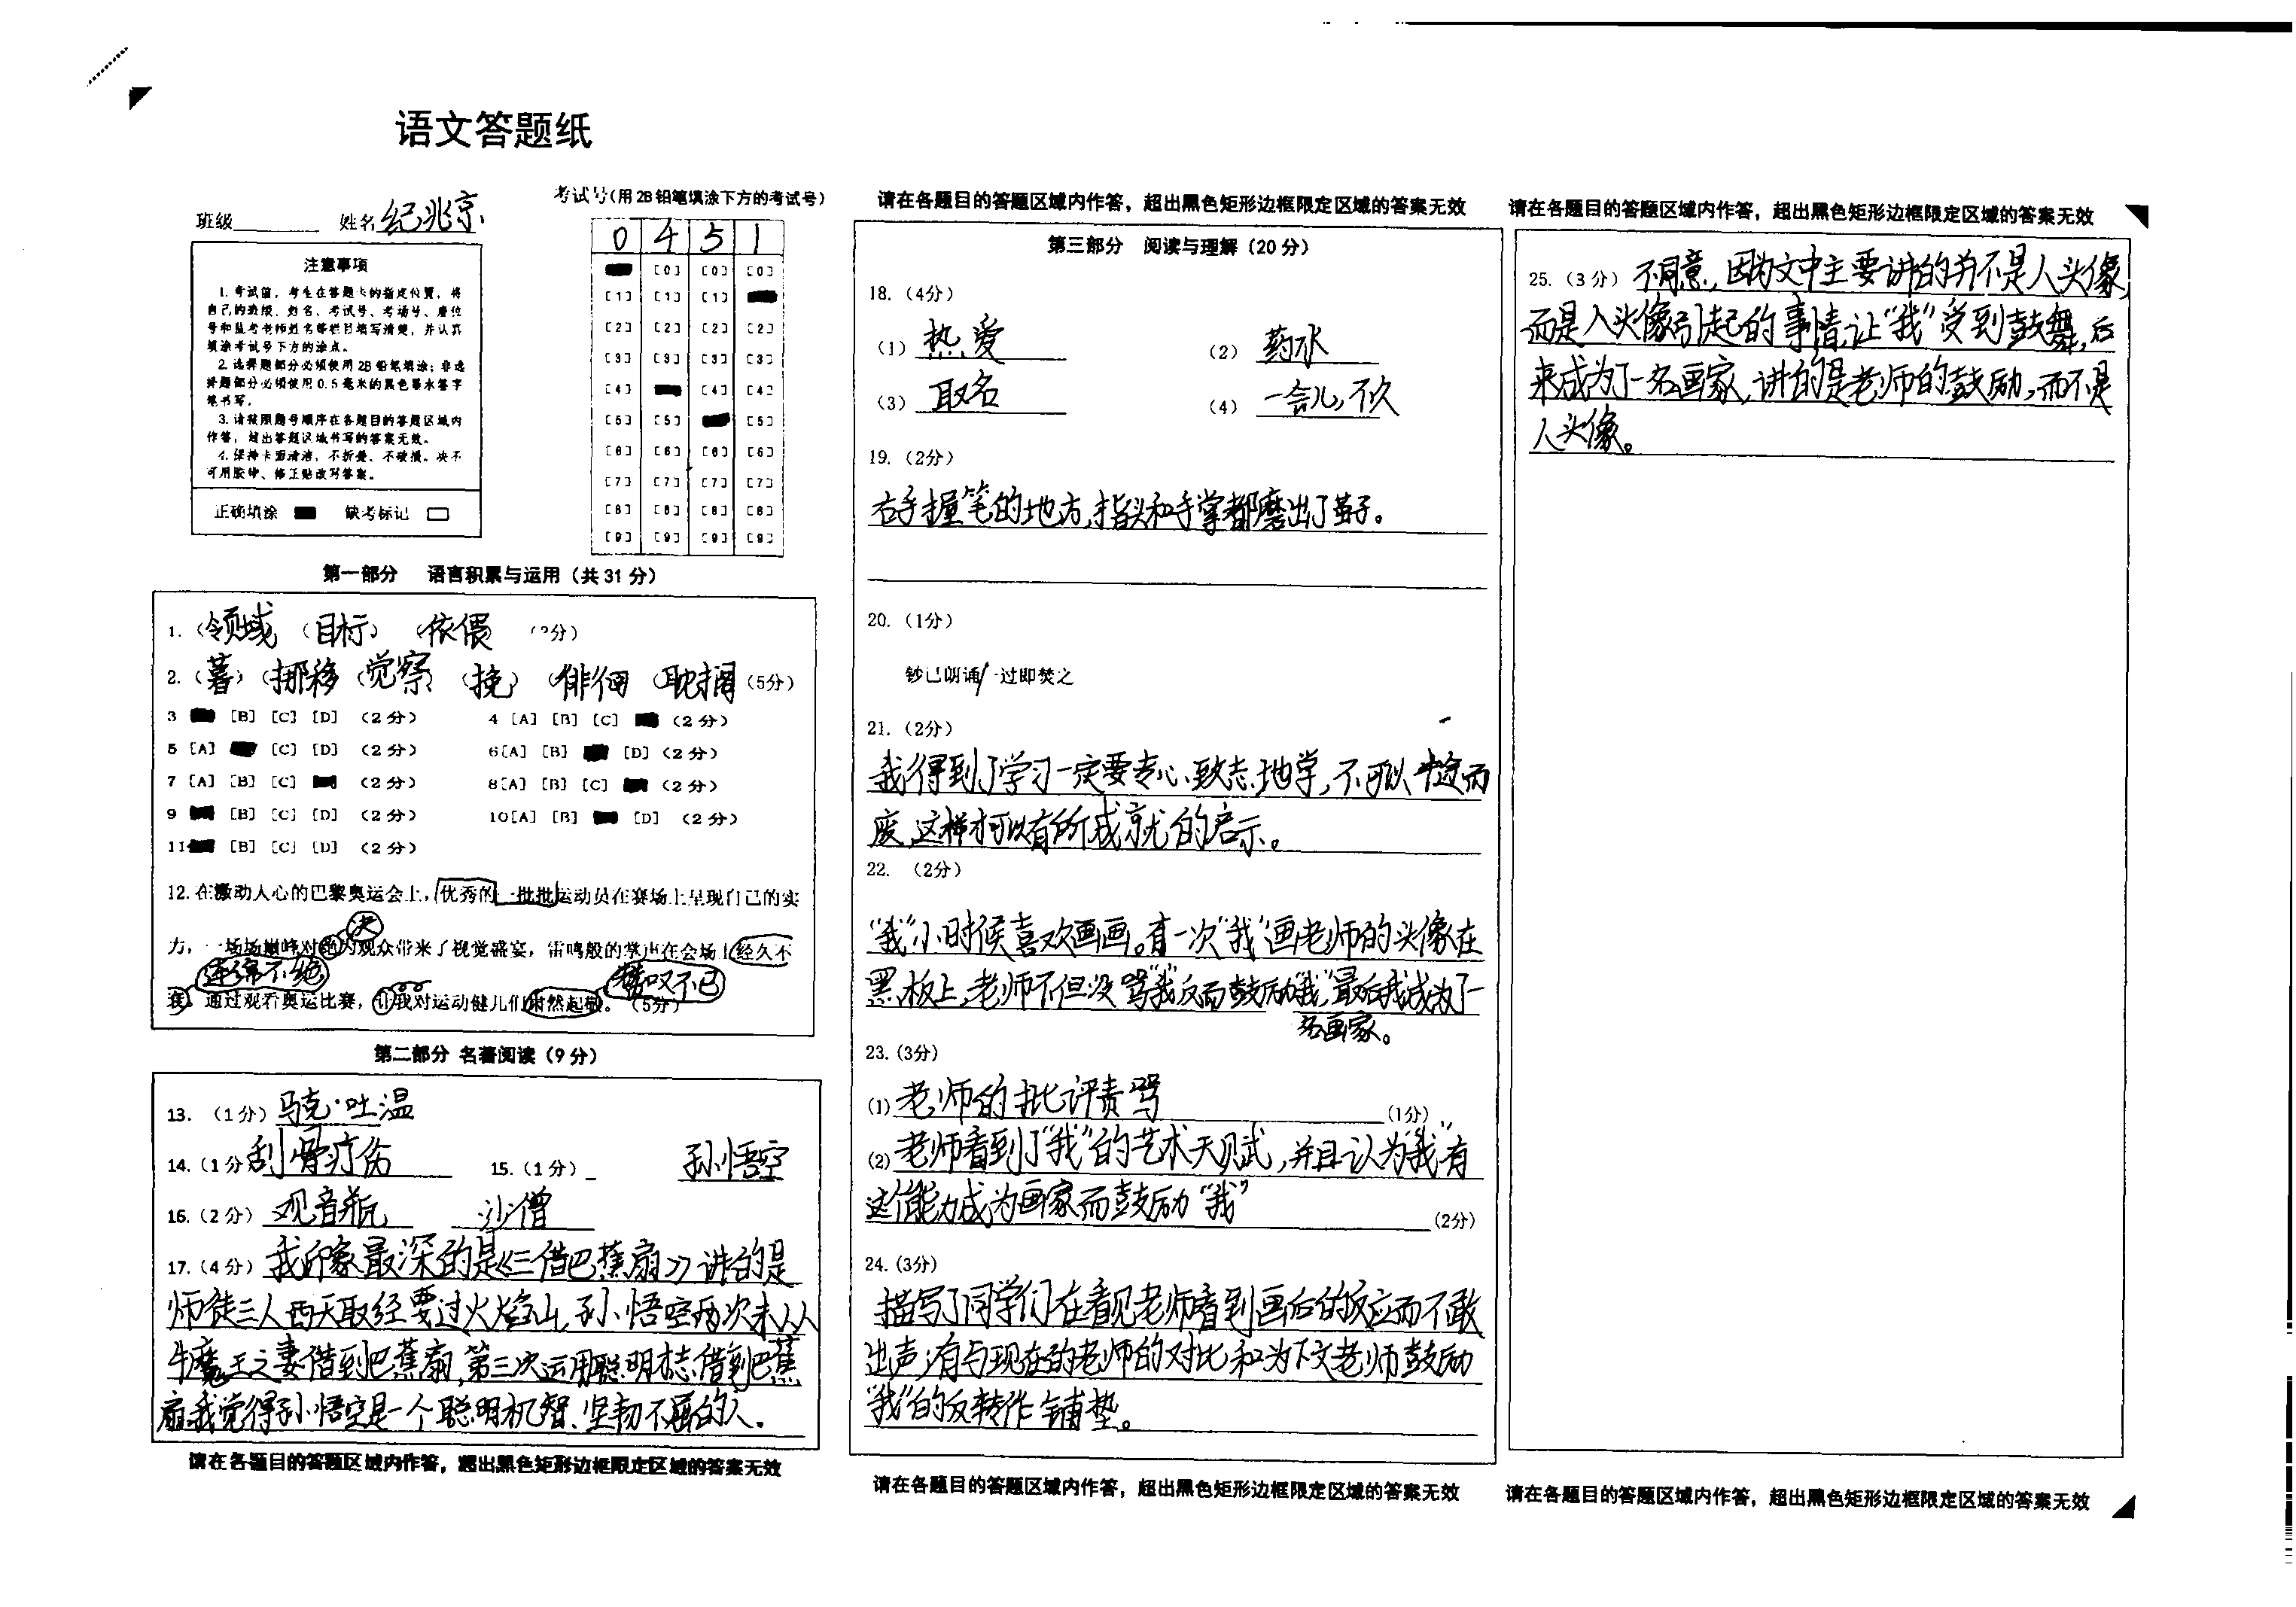 语文答题纸
班级 姓名 纪兆京
考试号(用2B铅笔填涂下方的考试号)
0 4 5 1
[0] [0] [0]
[1] [1] [1]
[2] [2] [2] [2]
[3] [3] [3] [3]
[4] [4] [4]
[5] [5] [5]
[6] [6] [6] [6]
[7] [7] [7] [7]
[8] [8] [8] [8]
[9] [9] [9] [9]
注意事项
1. 考试前，考生在答题卡的指定位置，将
自己的班级、姓名、考试号、考场号、座位
号和监考老师姓名等栏目填写清楚，并认真
填涂考试号下方的涂点。
2. 选择题部分必须使用2B铅笔填涂；非选
择题部分必须使用0.5毫米的黑色墨水签字
笔书写。
3. 请按照题号顺序在各题目的答题区域内
作答，超出答题区域书写的答案无效。
4. 保持卡面清洁，不折叠、不破损。决不
可用胶带、修正贴改写答案。
正确填涂 缺考标记
第一部分 语言积累与运用（共31分）
1.（领域（目标）（依偎
2.（薯）（挪移（觉察）（挽）（徘徊（耽搁（5分）
3 [B] [C] [D] （2分） 4 [A] [B] [C] （2分）
5 [A] [C] [D] （2分） 6[A] [B] [D]（2分）
7 [A] [B] [C] （2分） 8[A] [B] [C] （2分）
9 [B] [C] [D] （2分） 10[A] [B] [D] （2分）
11 [B] [C] [D] （2分）
12. 在激动人心的巴黎奥运会上，优秀的一批批运动员在赛场上呈现自己的实
决
力，一场场巅峰对绝为观众带来了视觉盛宴，雷鸣般的掌声在会场上经久不
连绵不绝 赞叹不已
衰。通过观看奥运比赛，让我对运动健儿们肃然起敬。（5分）
第二部分 名著阅读（9分）
13. （1分）马克·吐温
14.（1分 刮骨疗伤 15.（1分） 孙悟空
16.（2分） 观音瓶 沙僧
17.（4分） 我印象最深的是《三借巴蕉扇》讲的是
师徒三人西天取经要过火焰山，孙悟空两次未从
牛魔王之妻借到巴蕉扇，第三次运用聪明才志借到巴蕉
扇我觉得孙悟空是一个聪明机智、坚韧不屈的人.
请在各题目的答题区域内作答，超出黑色矩形边框限定区域的答案无效
请在各题目的答题区域内作答，超出黑色矩形边框限定区域的答案无效
第三部分 阅读与理解（20分）
18.（4分）
（1） 热爱 （2） 药水
（3） 取名 （4） 一会儿，不久
19.（2分）
右手握笔的地方，指头和手掌都磨出了茧子。
20.（1分）
钞已朗诵/一过即焚之
21.（2分）
我得到了学习一定要专心致志地学，不可以半途而
废，这样才可以有所成就的启示。
22. （2分）
“我”小时候喜欢画画。有一次“我”画老师的头像在
黑板上，老师不但没骂“我”反而鼓励“我”，最后我成为了一
名画家。
23.（3分）
（1）老师的批评责骂（1分）
（2）老师看到了“我”的艺术天赋，并且认为“我”有
这个能力成为画家而鼓励“我”（2分）
24.（3分）
描写了同学们在看见老师看到画后的反应而不敢
出声，有与现在的老师的对比和为下文老师鼓励
“我”的反转作铺垫。
请在各题目的答题区域内作答，超出黑色矩形边框限定区域的答案无效
请在各题目的答题区域内作答，超出黑色矩形边框限定区域的答案无效
25.（3分）不同意，因为文中主要讲的并不是人头像，
而是人头像引起的事情，让“我”受到鼓舞，后
来成为了一名画家，讲的是老师的鼓励，而不是
人头像。
请在各题目的答题区域内作答，超出黑色矩形边框限定区域的答案无效